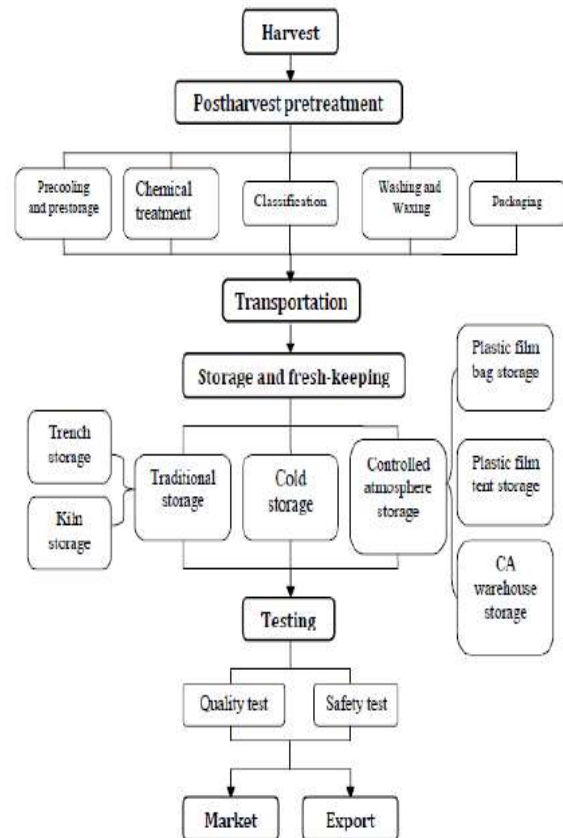 Harvest
Postharvest pretreatment
Precooling
and prestorage
Chemical
treatment
Classification
Washing and
Waxing
Packaging
Transportation
Storage and fresh-keeping
Trench
storage
Kiln
storage
Traditional
storage
Cold
storage
Controlled
atmosphere
storage
Plastic film
bag storage
Plastic film
tent storage
CA
warehouse
storage
Testing
Quality test
Safety test
Market
Export